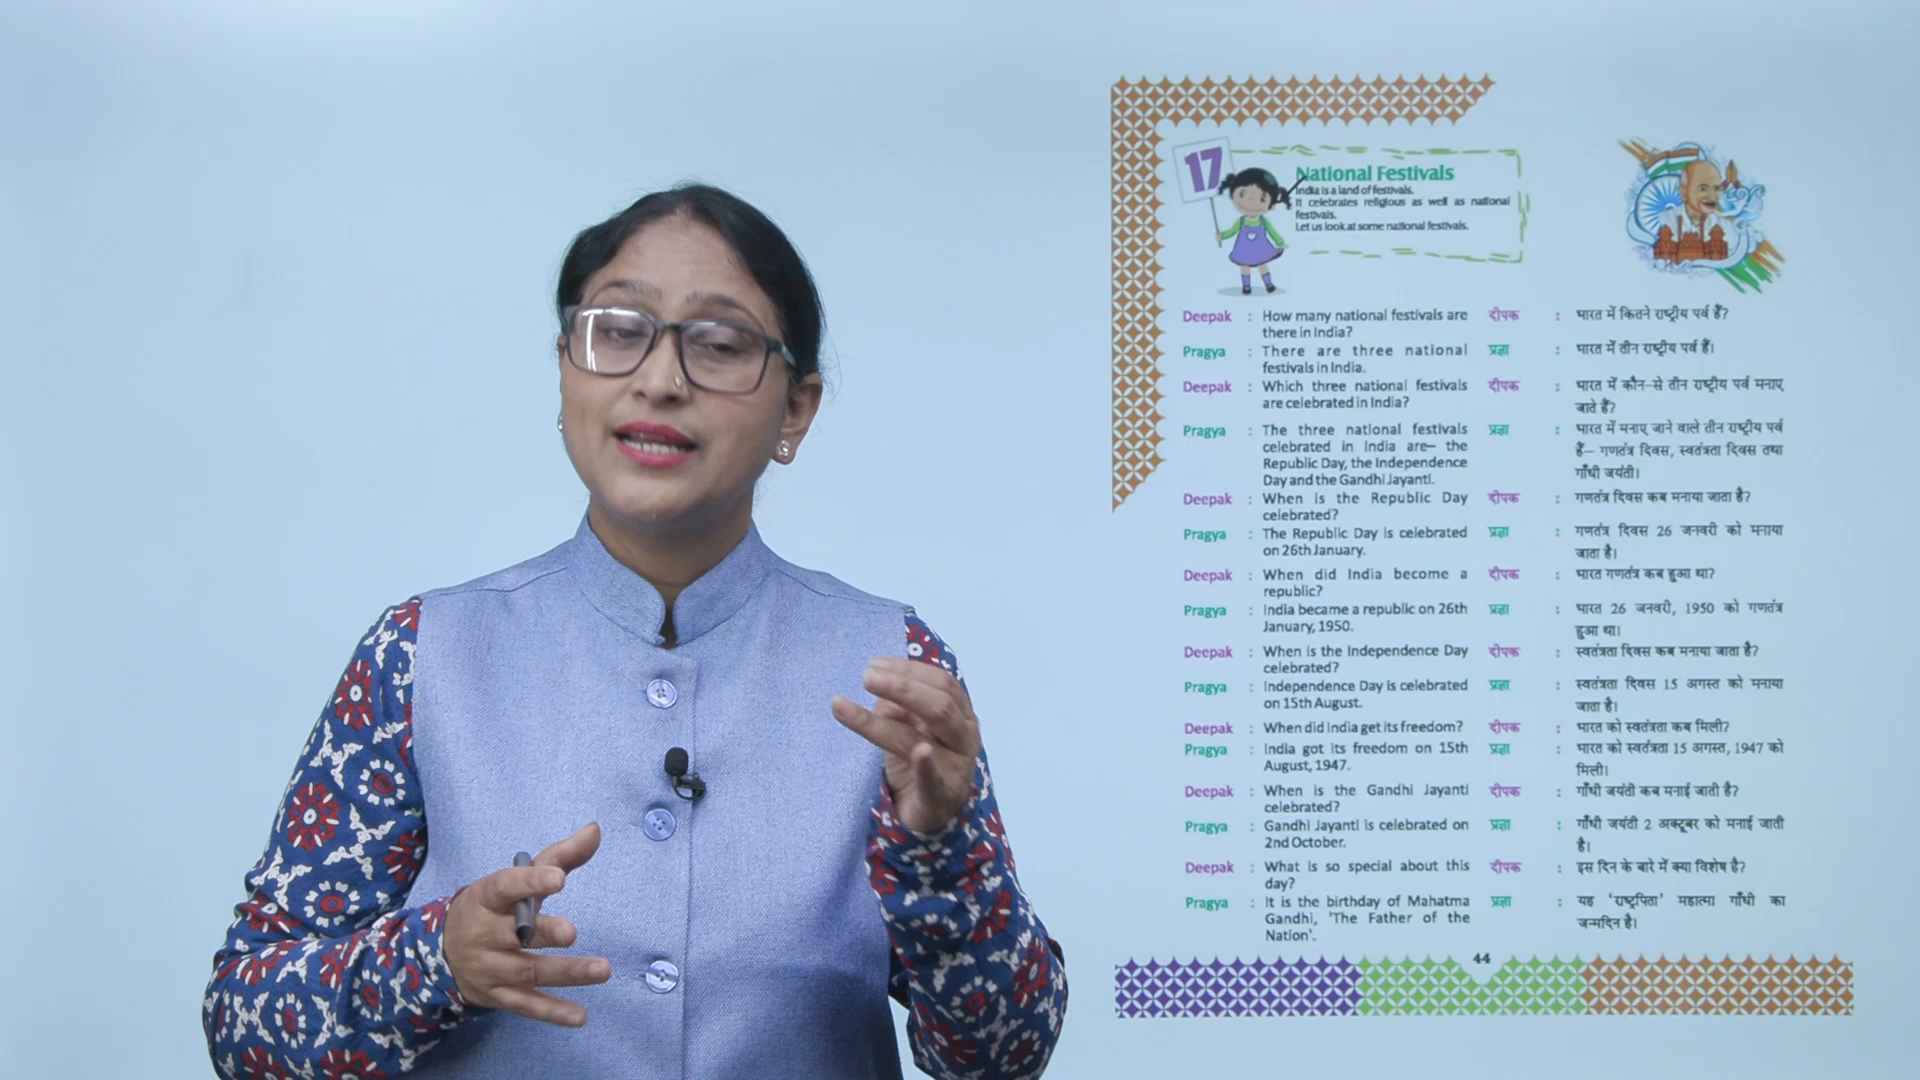 17
National Festivals
India is a land of festivals.
It celebrates religious as well as national
festivals.
Let us look at some national festivals.
Deepak : How many national festivals are
there in India?
Pragya : There are three national
festivals in India.
Deepak : Which three national festivals
are celebrated in India?
Pragya : The three national festivals
celebrated in India are– the
Republic Day, the Independence
Day and the Gandhi Jayanti.
Deepak : When is the Republic Day
celebrated?
Pragya : The Republic Day is celebrated
on 26th January.
Deepak : When did India become a
republic?
Pragya : India became a republic on 26th
January, 1950.
Deepak : When is the Independence Day
celebrated?
Pragya : Independence Day is celebrated
on 15th August.
Deepak : When did India get its freedom?
Pragya : India got its freedom on 15th
August, 1947.
Deepak : When is the Gandhi Jayanti
celebrated?
Pragya : Gandhi Jayanti is celebrated on
2nd October.
Deepak : What is so special about this
day?
Pragya : It is the birthday of Mahatma
Gandhi, 'The Father of the
Nation'.
दीपक : भारत में कितने राष्ट्रीय पर्व हैं?
प्रज्ञा : भारत में तीन राष्ट्रीय पर्व हैं।
दीपक : भारत में कौन-से तीन राष्ट्रीय पर्व मनाए
जाते हैं?
प्रज्ञा : भारत में मनाए जाने वाले तीन राष्ट्रीय पर्व
हैं– गणतंत्र दिवस, स्वतंत्रता दिवस तथा
गाँधी जयंती।
दीपक : गणतंत्र दिवस कब मनाया जाता है?
प्रज्ञा : गणतंत्र दिवस 26 जनवरी को मनाया
जाता है।
दीपक : भारत गणतंत्र कब हुआ था?
प्रज्ञा : भारत 26 जनवरी, 1950 को गणतंत्र
हुआ था।
दीपक : स्वतंत्रता दिवस कब मनाया जाता है?
प्रज्ञा : स्वतंत्रता दिवस 15 अगस्त को मनाया
जाता है।
दीपक : भारत को स्वतंत्रता कब मिली?
प्रज्ञा : भारत को स्वतंत्रता 15 अगस्त, 1947 को
मिली।
दीपक : गाँधी जयंती कब मनाई जाती है?
प्रज्ञा : गाँधी जयंती 2 अक्टूबर को मनाई जाती
है।
दीपक : इस दिन के बारे में क्या विशेष है?
प्रज्ञा : यह 'राष्ट्रपिता' महात्मा गाँधी का
जन्मदिन है।
44